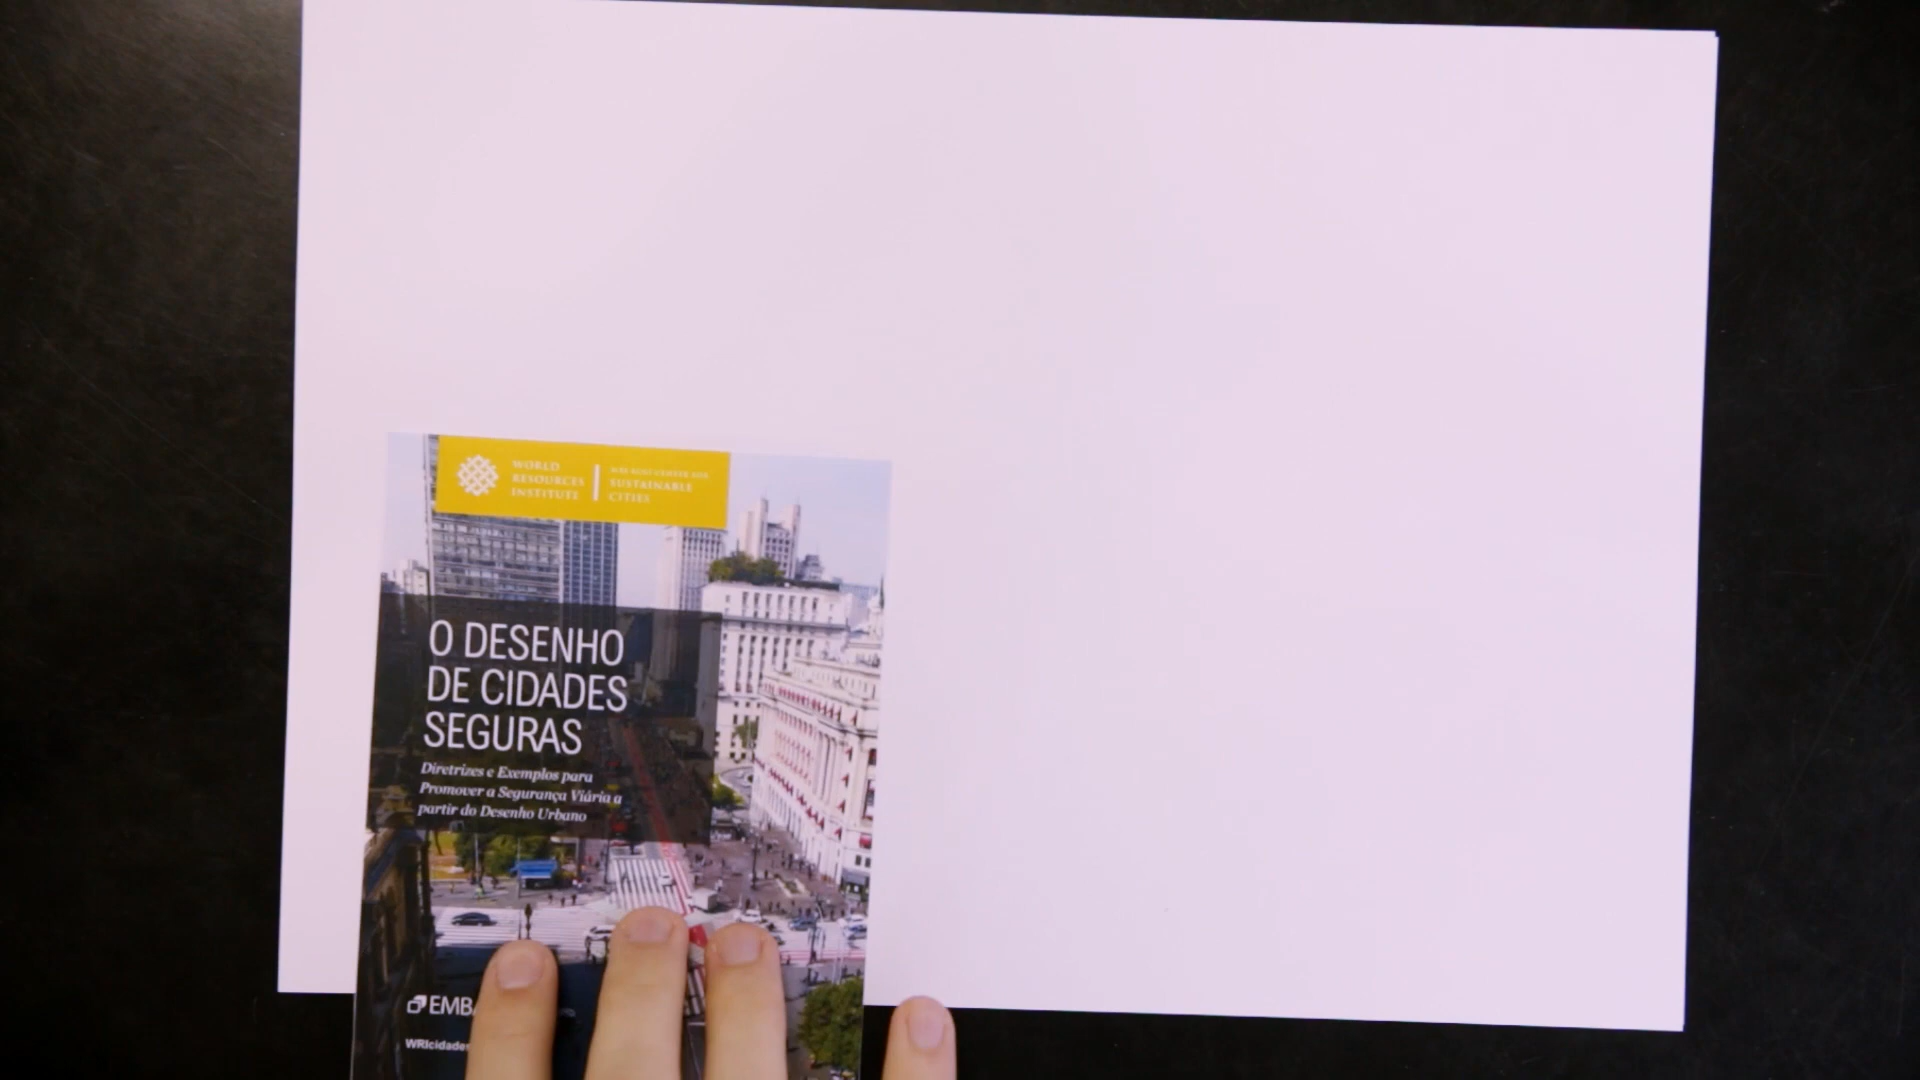 WORLD
RESOURCES
INSTITUTE
WRI ROSS CENTER FOR
SUSTAINABLE
CITIES
O DESENHO
DE CIDADES
SEGURAS
Diretrizes e Exemplos para
Promover a Segurança Viária a
partir do Desenho Urbano
EMBA
WRIcidades